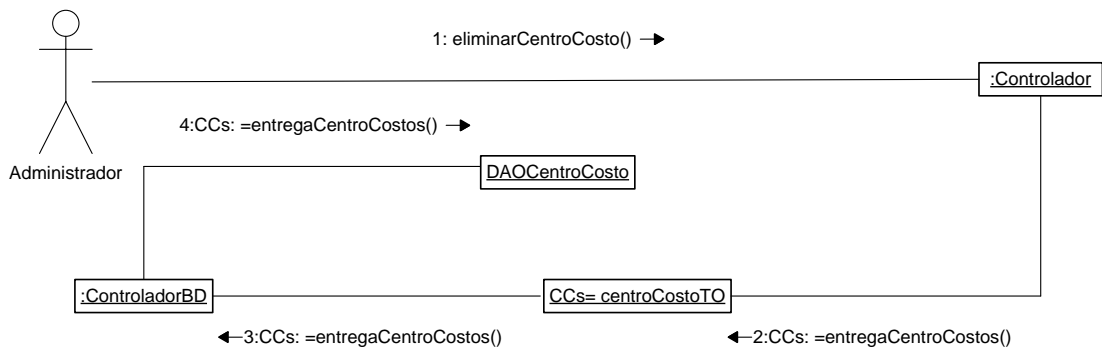 1: eliminarCentroCosto()
:Controlador
4:CCs: =entregaCentroCostos()
Administrador
DAOCentroCosto
:ControladorBD
CCs= centroCostoTO
3:CCs: =entregaCentroCostos()
2:CCs: =entregaCentroCostos()